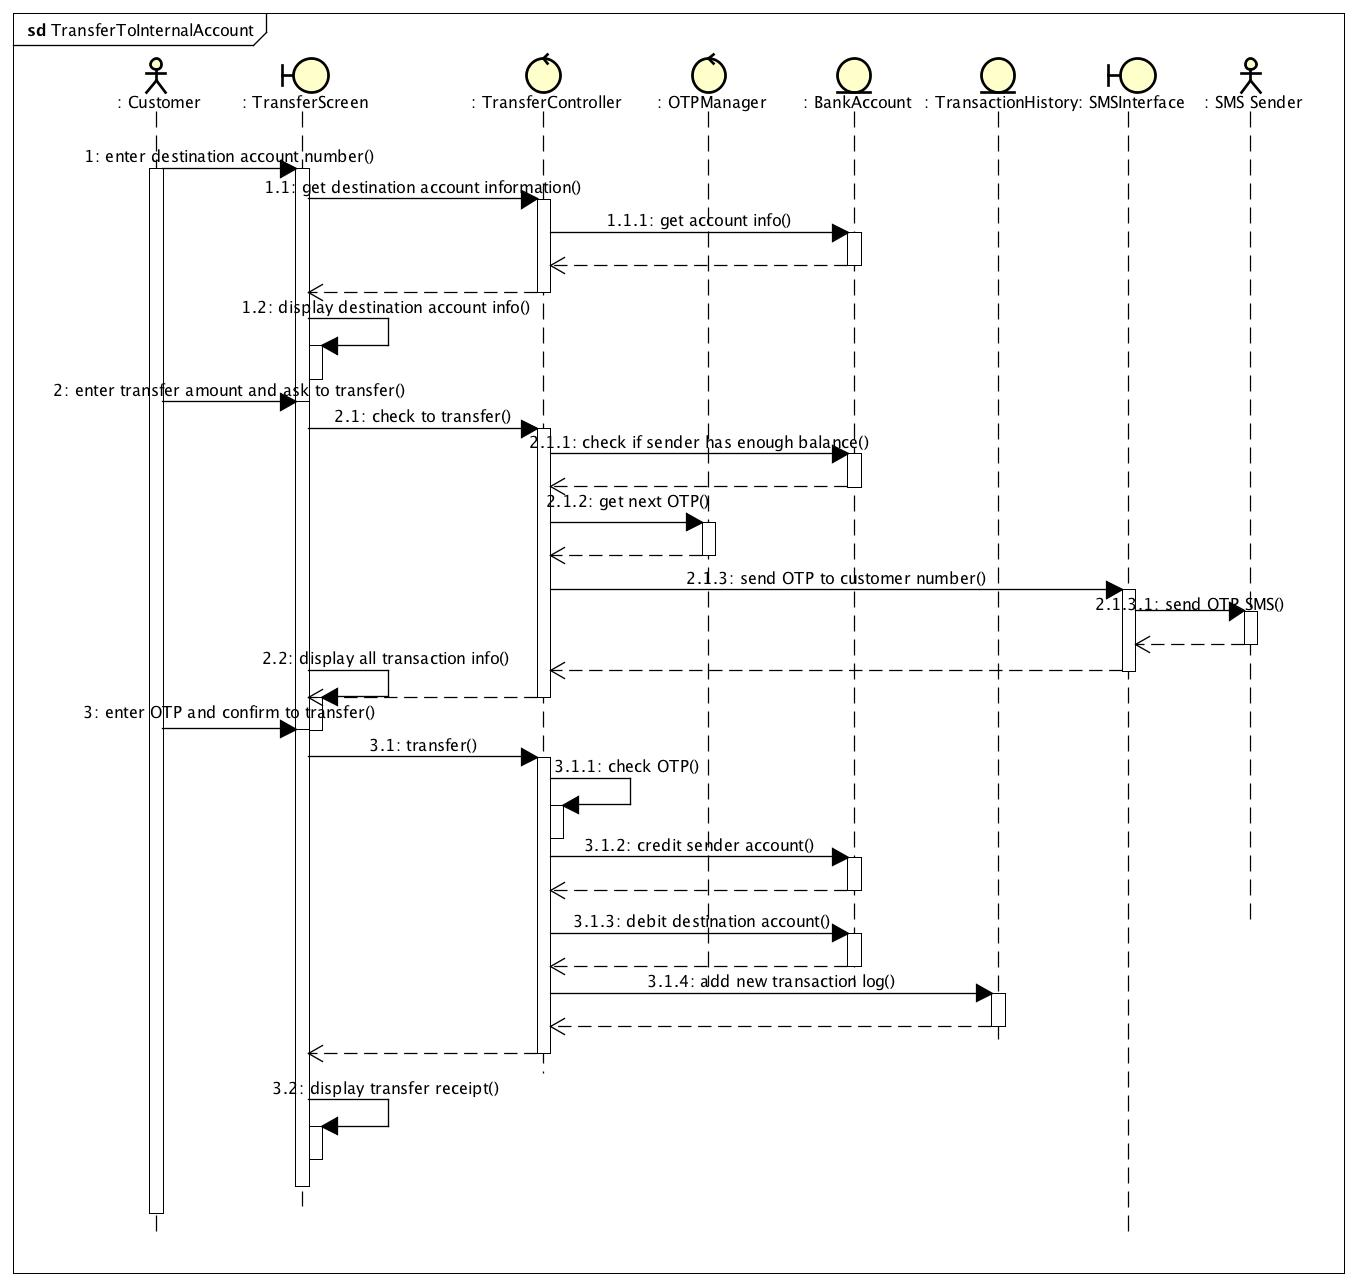 sd TransferToInternalAccount
: Customer
: TransferScreen
: TransferController
: OTPManager
: BankAccount
: TransactionHistory
: SMSInterface
: SMS Sender
1: enter destination account number()
1.1: get destination account information()
1.1.1: get account info()
1.2: display destination account info()
2: enter transfer amount and ask to transfer()
2.1: check to transfer()
2.1.1: check if sender has enough balance()
2.1.2: get next OTP()
2.1.3: send OTP to customer number()
2.1.3.1: send OTP SMS()
2.2: display all transaction info()
3: enter OTP and confirm to transfer()
3.1: transfer()
3.1.1: check OTP()
3.1.2: credit sender account()
3.1.3: debit destination account()
3.1.4: add new transaction log()
3.2: display transfer receipt()